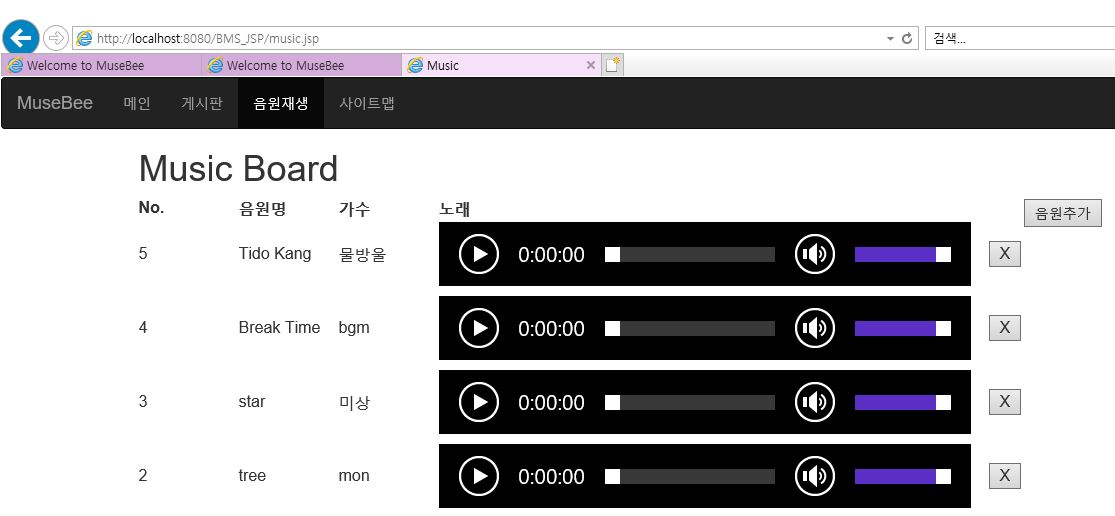 http://localhost:8080/BMS_JSP/music.jsp 검색...
Welcome to MuseBee Welcome to MuseBee Music
MuseBee 메인 게시판 음원재생 사이트맵
Music Board
No. 음원명 가수 노래 음원추가
5 Tido Kang 물방울 0:00:00 X
4 Break Time bgm 0:00:00 X
3 star 미상 0:00:00 X
2 tree mon 0:00:00 X